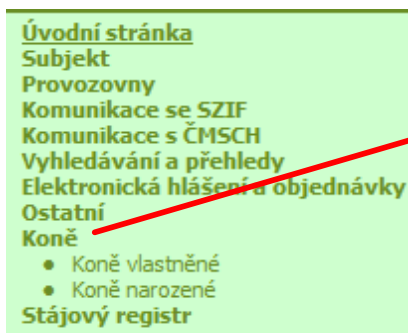 Úvodní stránka
Subjekt
Provozovny
Komunikace se SZIF
Komunikace s ČMSCH
Vyhledávání a přehledy
Elektronická hlášení a objednávky
Ostatní
Koně
• Koně vlastněné
• Koně narozené
Stájový registr